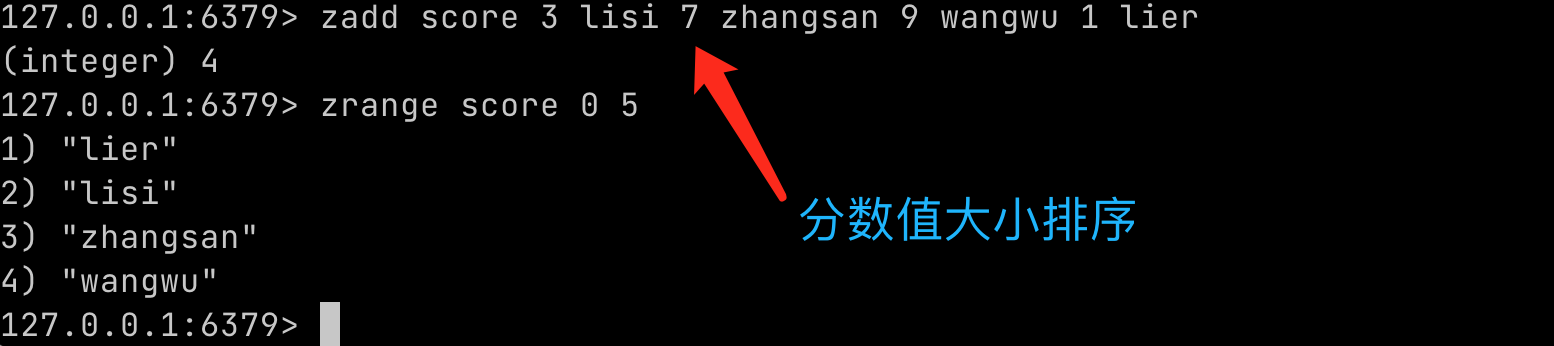 127.0.0.1:6379> zadd score 3 lisi 7 zhangsan 9 wangwu 1 lier
(integer) 4
127.0.0.1:6379> zrange score 0 5
1) "lier"
2) "lisi"
分数值大小排序
3) "zhangsan"
4) "wangwu"
127.0.0.1:6379>